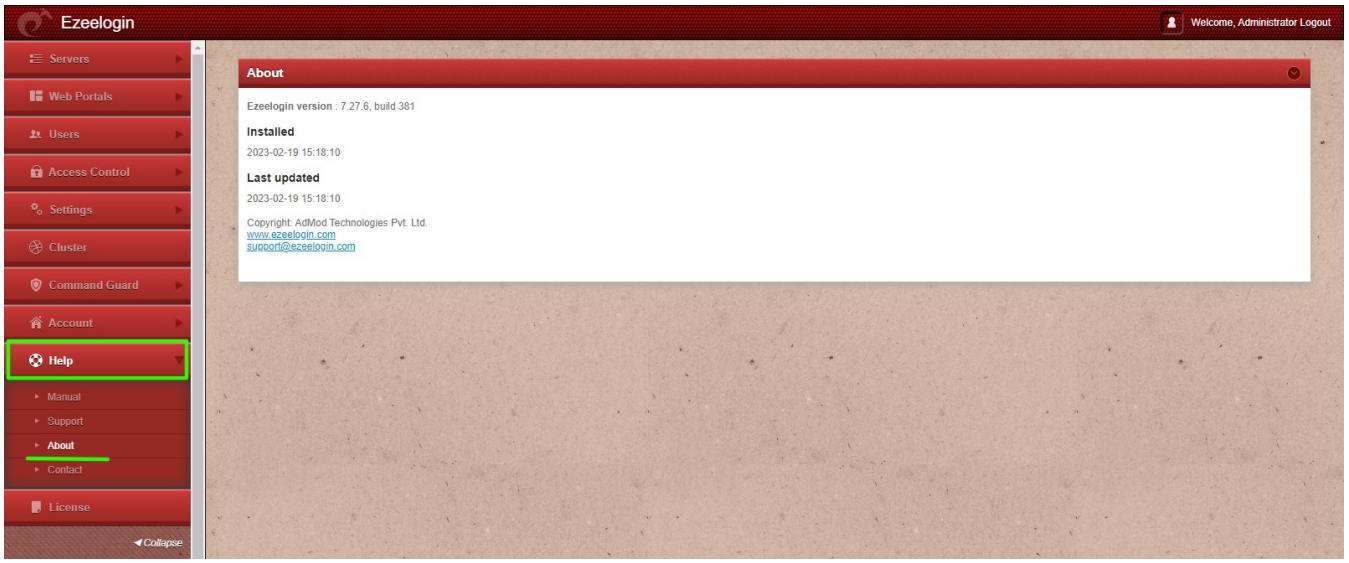 Ezeelogin
Welcome, Administrator Logout
Servers
Web Portals
Users
Access Control
Settings
Cluster
Command Guard
Account
Help
Manual
Support
About
Contact
License
Collapse
About
Ezeelogin version : 7.27.6, build 381
Installed
2023-02-19 15:18:10
Last updated
2023-02-19 15:18:10
Copyright: AdMod Technologies Pvt. Ltd.
www.ezeelogin.com
support@ezeelogin.com